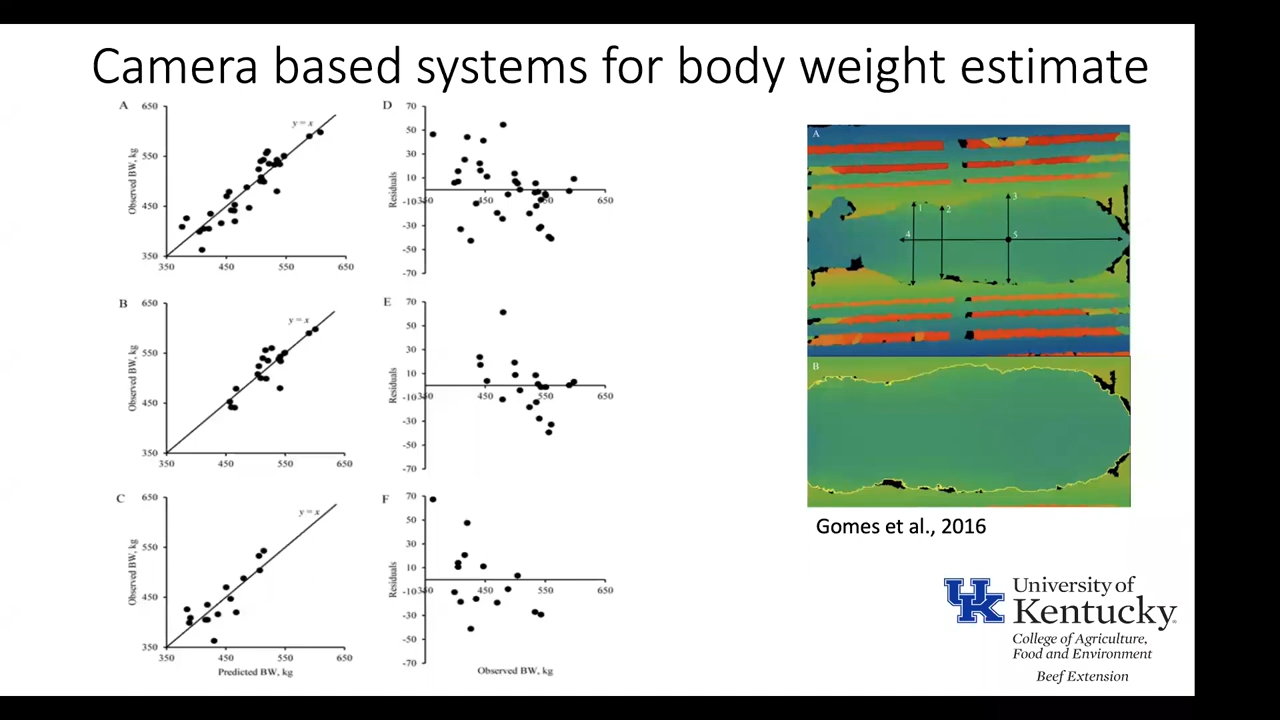 Camera based systems for body weight estimate
A
650
550
450
350
350
450
550
650
Observed BW, kg
y = x
D
70
50
30
10
-10
-30
-50
-70
350
450
550
650
Residuals
B
650
550
450
350
350
450
550
650
Observed BW, kg
y = x
E
70
50
30
10
-10
-30
-50
-70
350
450
550
650
Residuals
C
650
550
450
350
350
450
550
650
Observed BW, kg
y = x
Predicted BW, kg
F
70
50
30
10
-10
-30
-50
-70
350
450
550
650
Residuals
Observed BW, kg
A
1
2
3
4
5
B
Gomes et al., 2016
UK
University of
Kentucky
College of Agriculture,
Food and Environment
Beef Extension